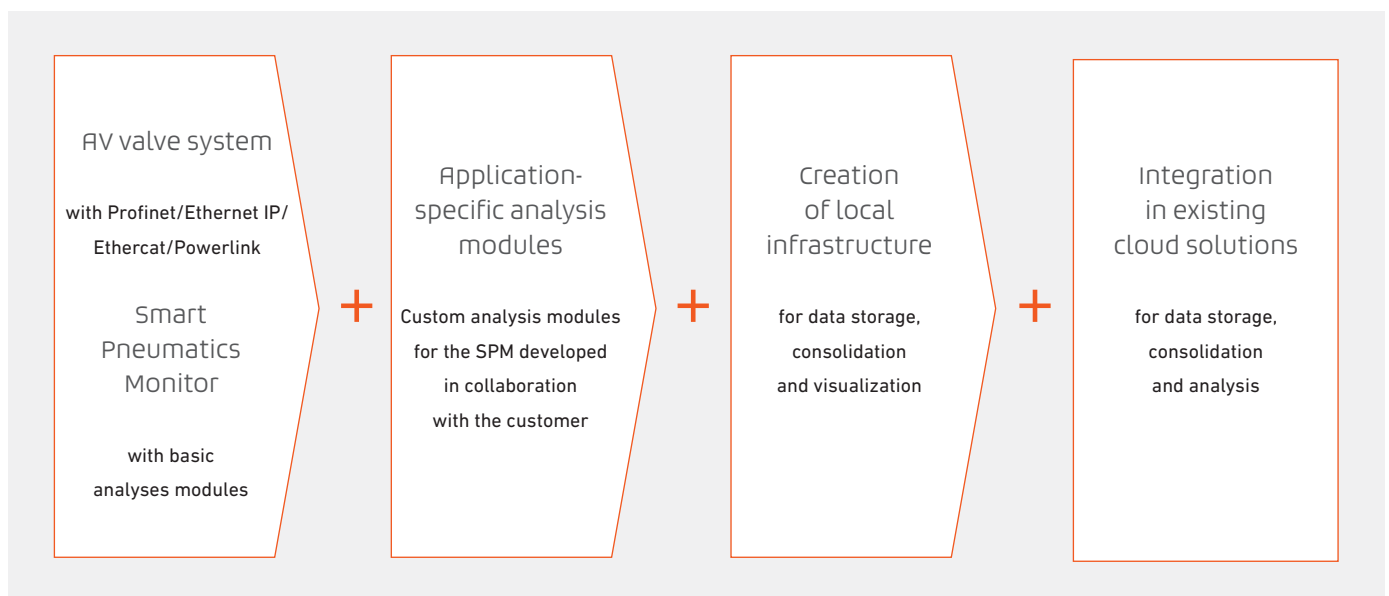 AV valve system
with Profinet/Ethernet IP/
Ethercat/Powerlink
Smart
Pneumatics
Monitor
with basic
analyses modules
+
Application-
specific analysis
modules
Custom analysis modules
for the SPM developed
in collaboration
with the customer
+
Creation
of local
infrastructure
for data storage,
consolidation
and visualization
+
Integration
in existing
cloud solutions
for data storage,
consolidation
and analysis